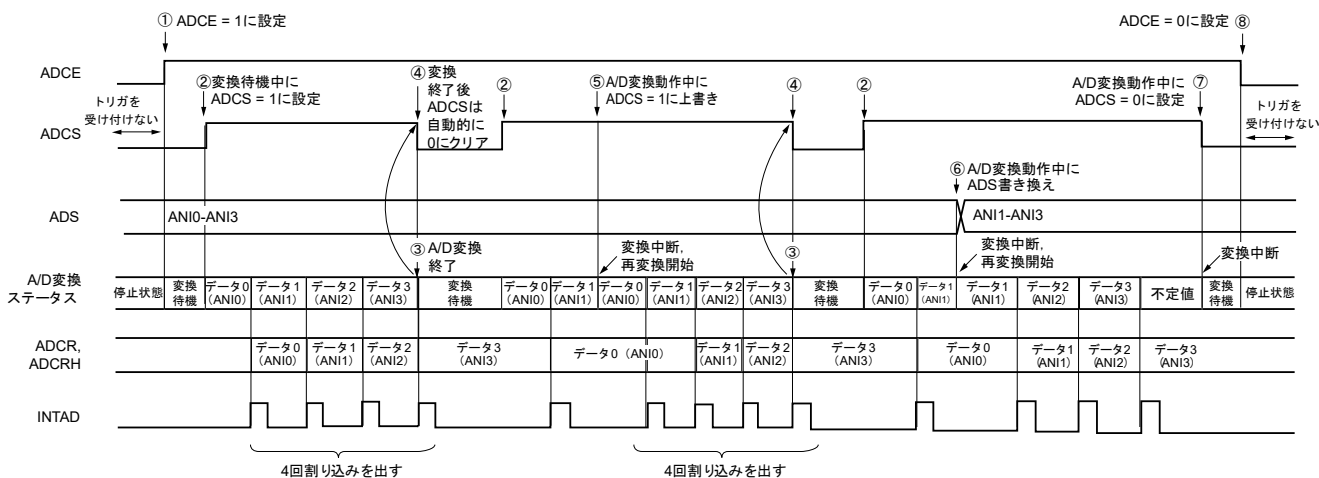 ① ADCE = 1に設定
ADCE = 0に設定 ⑧
ADCE
②変換待機中に
ADCS = 1に設定
④変換
終了後
ADCSは
自動的に
0にクリア
②
⑤A/D変換動作中に
ADCS = 1に上書き
④
②
A/D変換動作中に ⑦
ADCS = 0に設定
トリガを
受け付けない
トリガを
受け付けない
ADCS
⑥A/D変換動作中に
ADS書き換え
ADS
ANI0-ANI3
ANI1-ANI3
③A/D変換
終了
変換中断,
再変換開始
③
変換中断,
再変換開始
変換中断
A/D変換
ステータス
停止状態
変換
待機
データ0
(ANI0)
データ1
(ANI1)
データ2
(ANI2)
データ3
(ANI3)
変換
待機
データ0
(ANI0)
データ1
(ANI1)
データ0
(ANI0)
データ1
(ANI1)
データ2
(ANI2)
データ3
(ANI3)
変換
待機
データ0
(ANI0)
データ1
(ANI1)
データ1
(ANI1)
データ2
(ANI2)
データ3
(ANI3)
不定値
変換
待機
停止状態
ADCR,
ADCRH
データ0
(ANI0)
データ1
(ANI1)
データ2
(ANI2)
データ3
(ANI3)
データ0 (ANI0)
データ1
(ANI1)
データ2
(ANI2)
データ3
(ANI3)
データ0
(ANI0)
データ1
(ANI1)
データ2
(ANI2)
データ3
(ANI3)
INTAD
4回割り込みを出す
4回割り込みを出す